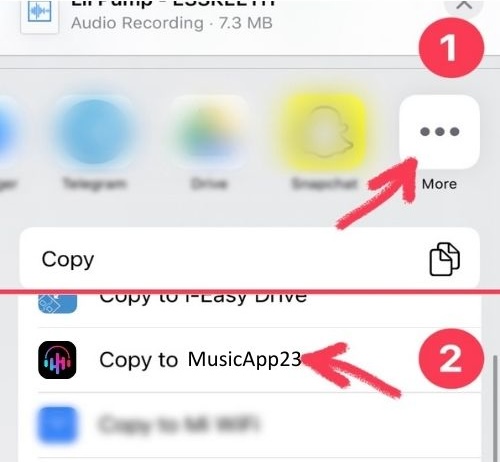 Lil Pump - ESSKEETIT
Audio Recording · 7.3 MB
1
Telegram
Drive
Snapchat
More
Copy
Copy to i-Easy Drive
Copy to MusicApp23
2
Copy to Mi WiFi